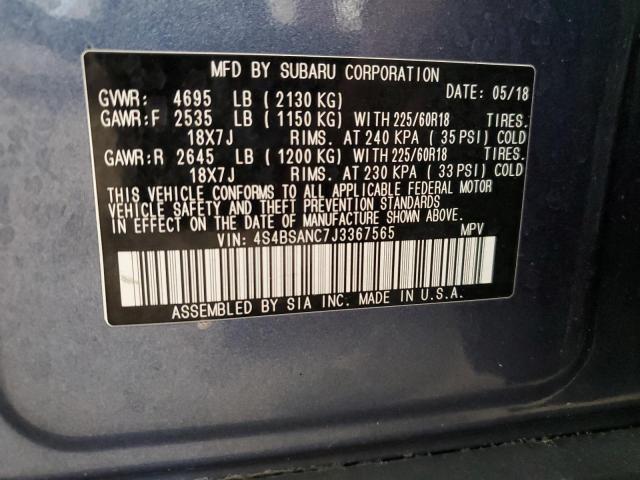 MFD BY SUBARU CORPORATION
GVWR: 4695 LB ( 2130 KG) DATE: 05/18
GAWR:F 2535 LB ( 1150 KG) WITH 225/60R18 TIRES.
18X7J RIMS. AT 240 KPA ( 35 PSI) COLD
GAWR:R 2645 LB ( 1200 KG) WITH 225/60R18 TIRES.
18X7J RIMS. AT 230 KPA ( 33 PSI) COLD
THIS VEHICLE CONFORMS TO ALL APPLICABLE FEDERAL MOTOR
VEHICLE SAFETY AND THEFT PREVENTION STANDARDS
IN EFFECT ON THE DATE OF MANUFACTURE SHOWN ABOVE.
VIN: 4S4BSANC7J3367565 MPV
ASSEMBLED BY SIA INC. MADE IN U.S.A.